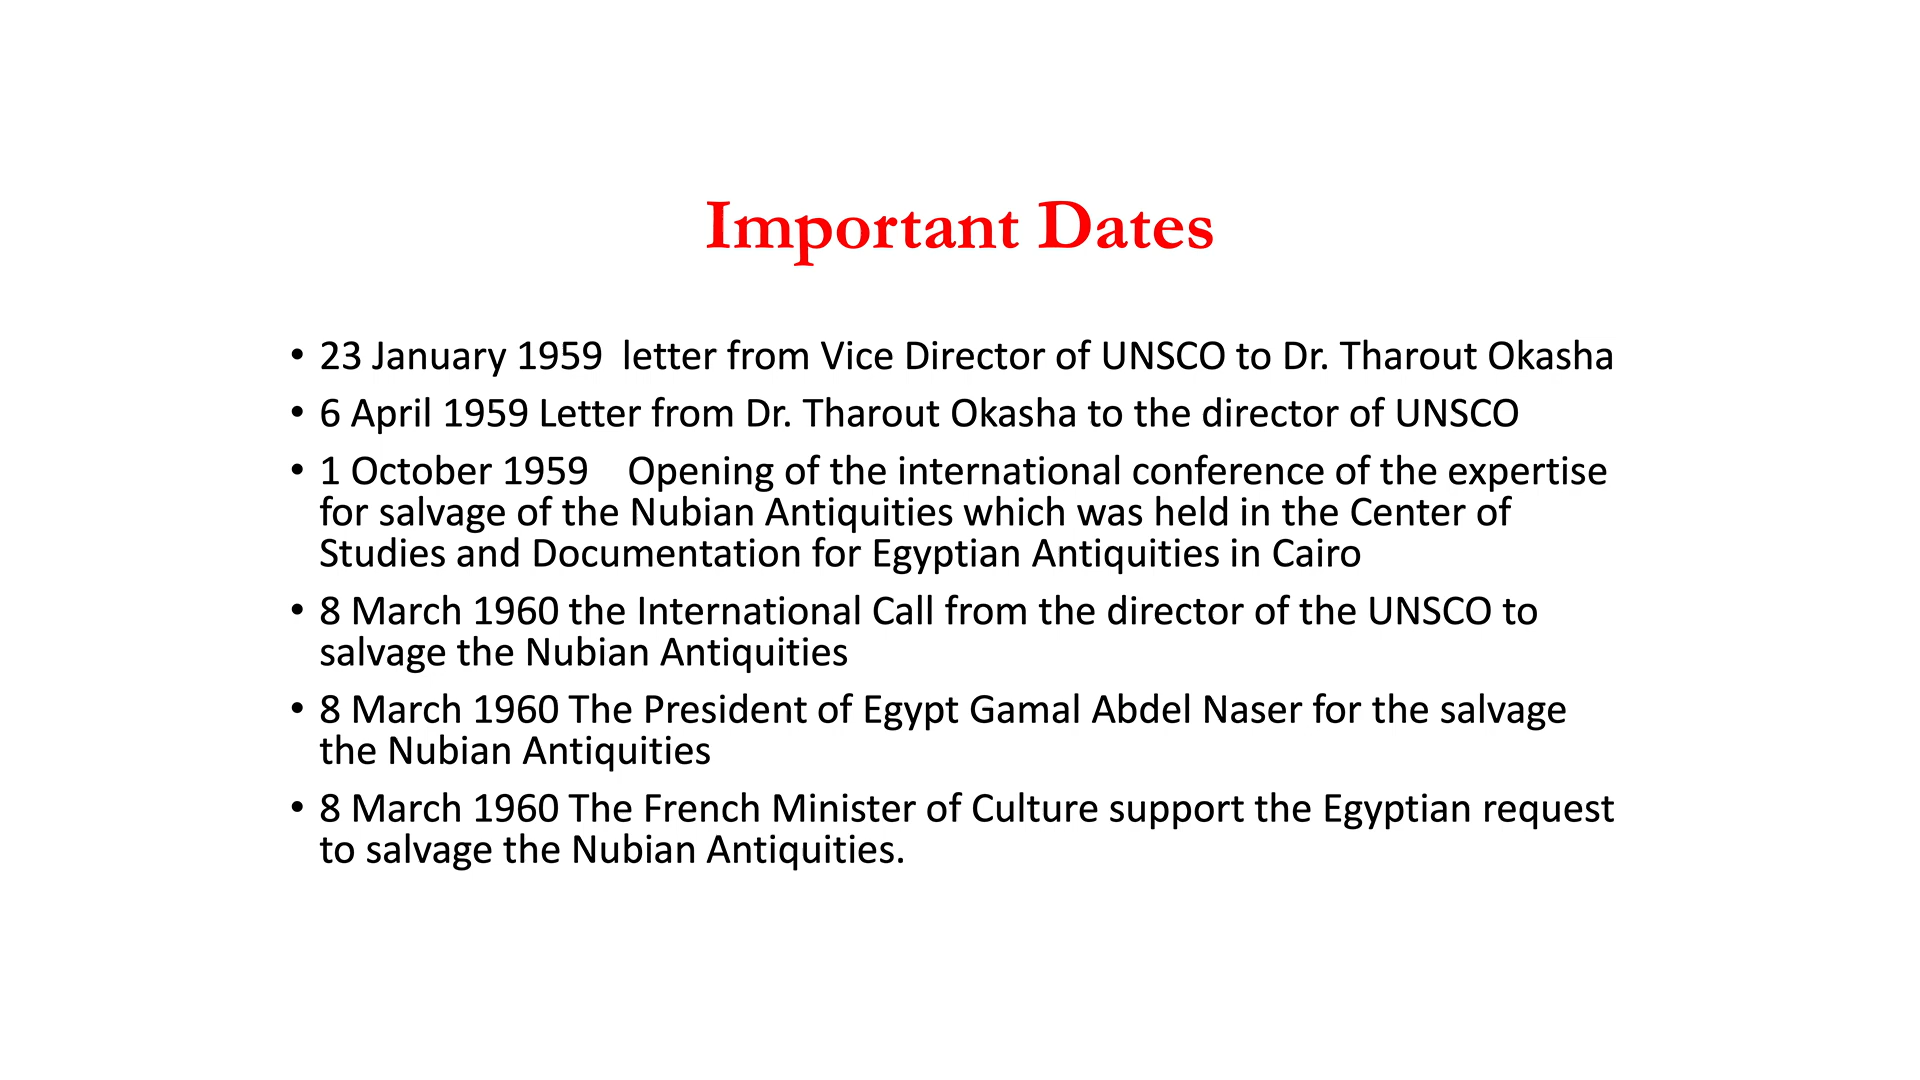 Important Dates
• 23 January 1959  letter from Vice Director of UNSCO to Dr. Tharout Okasha
• 6 April 1959 Letter from Dr. Tharout Okasha to the director of UNSCO
• 1 October 1959    Opening of the international conference of the expertise
for salvage of the Nubian Antiquities which was held in the Center of
Studies and Documentation for Egyptian Antiquities in Cairo
• 8 March 1960 the International Call from the director of the UNSCO to
salvage the Nubian Antiquities
• 8 March 1960 The President of Egypt Gamal Abdel Naser for the salvage
the Nubian Antiquities
• 8 March 1960 The French Minister of Culture support the Egyptian request
to salvage the Nubian Antiquities.